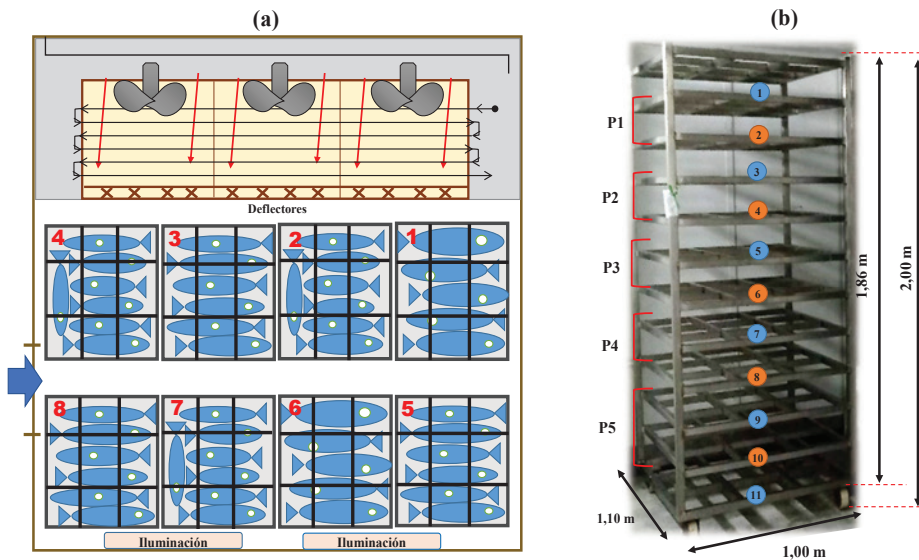 (a)
Deflectores
4
3
2
1
8
7
6
5
Iluminación
Iluminación
(b)
P1
P2
P3
P4
P5
1
2
3
4
5
6
7
8
9
10
11
1,86 m
2,00 m
1,10 m
1,00 m